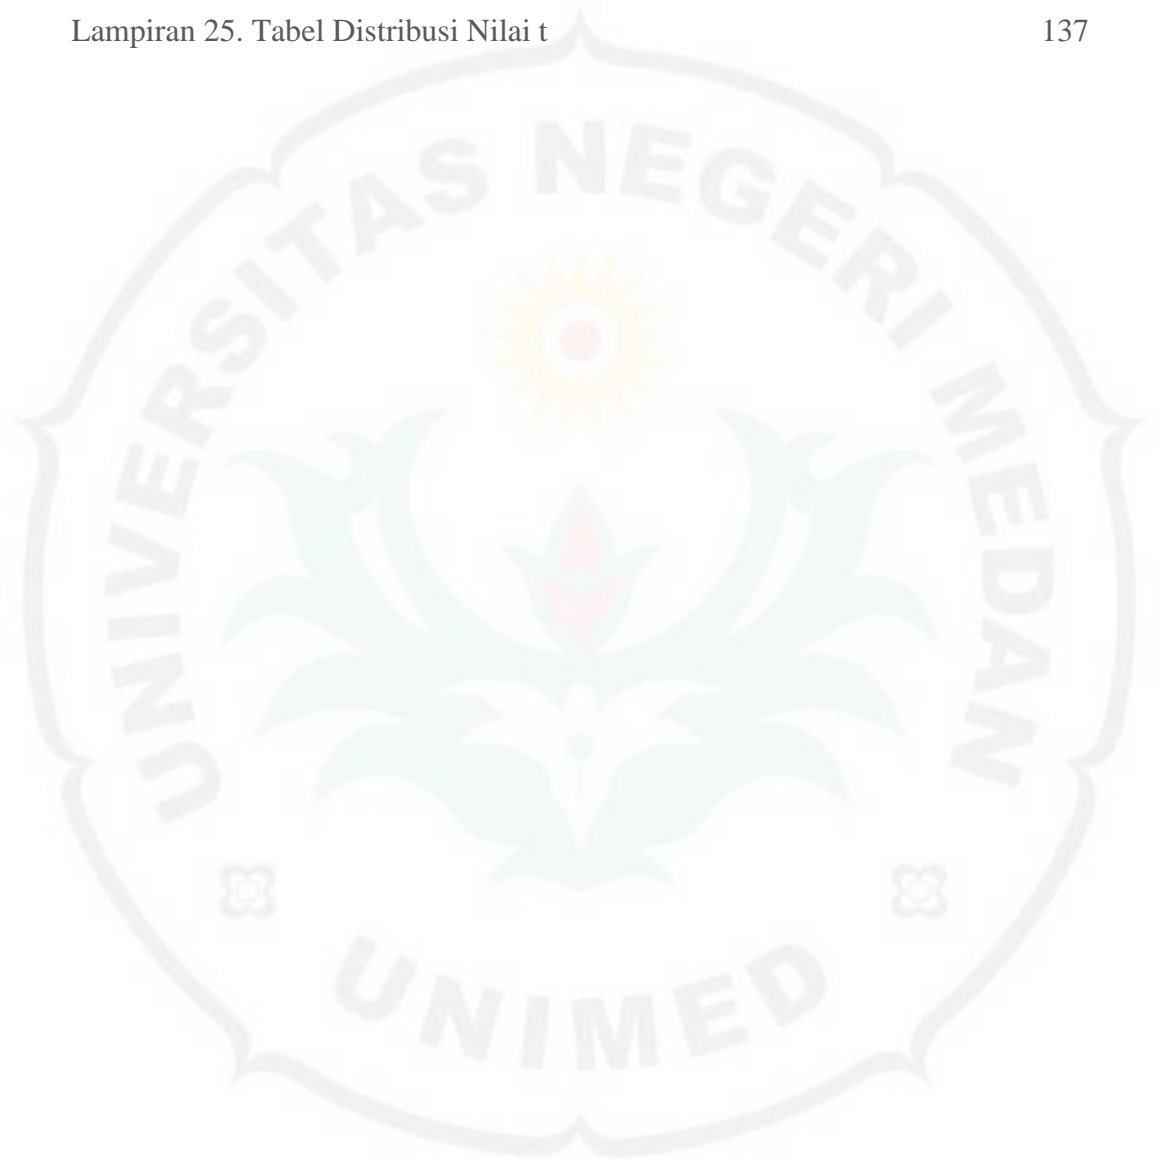 Lampiran 25. Tabel Distribusi Nilai t 137
UNIVERSITAS NEGERI MEDAN
UNIMED